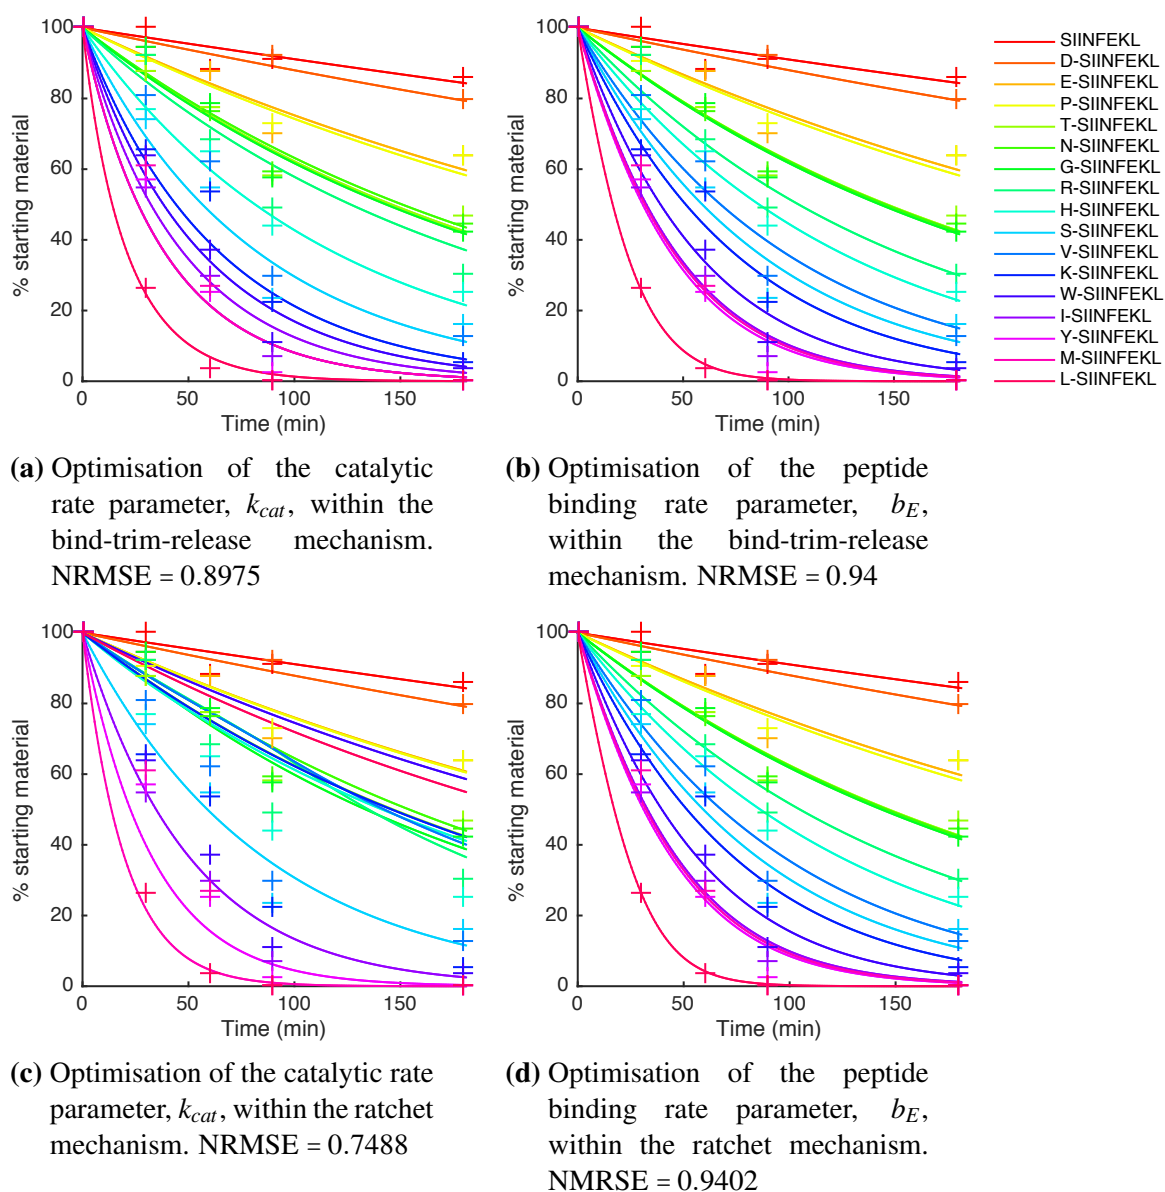 100
80
60
40
20
0
% starting material
0 50 100 150
Time (min)
100
80
60
40
20
0
% starting material
0 50 100 150
Time (min)
SIINFEKL
D-SIINFEKL
E-SIINFEKL
P-SIINFEKL
T-SIINFEKL
N-SIINFEKL
G-SIINFEKL
R-SIINFEKL
H-SIINFEKL
S-SIINFEKL
V-SIINFEKL
K-SIINFEKL
W-SIINFEKL
I-SIINFEKL
Y-SIINFEKL
M-SIINFEKL
L-SIINFEKL
(a) Optimisation of the catalytic
rate parameter, kcat, within the
bind-trim-release mechanism.
NRMSE = 0.8975
(b) Optimisation of the peptide
binding rate parameter, bE,
within the bind-trim-release
mechanism. NRMSE = 0.94
100
80
60
40
20
0
% starting material
0 50 100 150
Time (min)
100
80
60
40
20
0
% starting material
0 50 100 150
Time (min)
(c) Optimisation of the catalytic rate
parameter, kcat, within the ratchet
mechanism. NRMSE = 0.7488
(d) Optimisation of the peptide
binding rate parameter, bE,
within the ratchet mechanism.
NMRSE = 0.9402